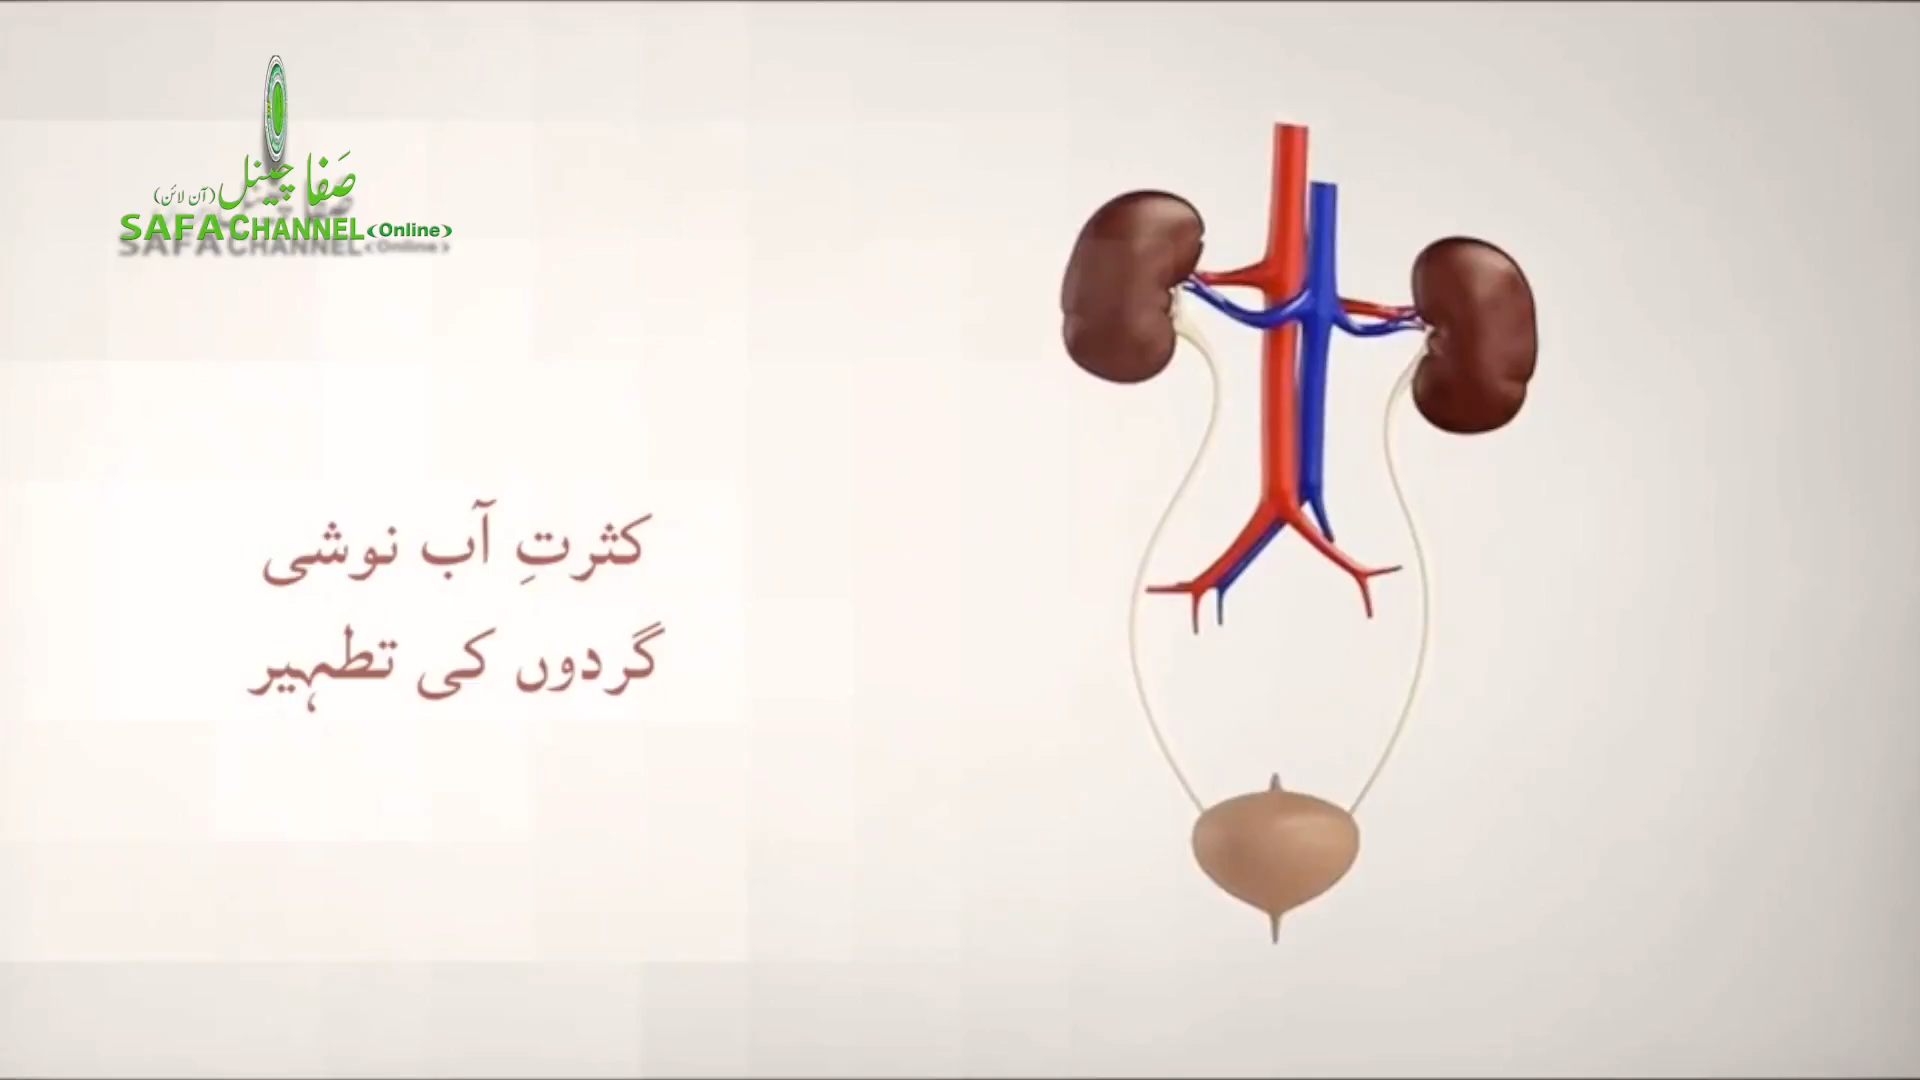 صَفا چینل (آن لائن)
SAFA CHANNEL (Online)
کثرتِ آب نوشی
گردوں کی تطہیر